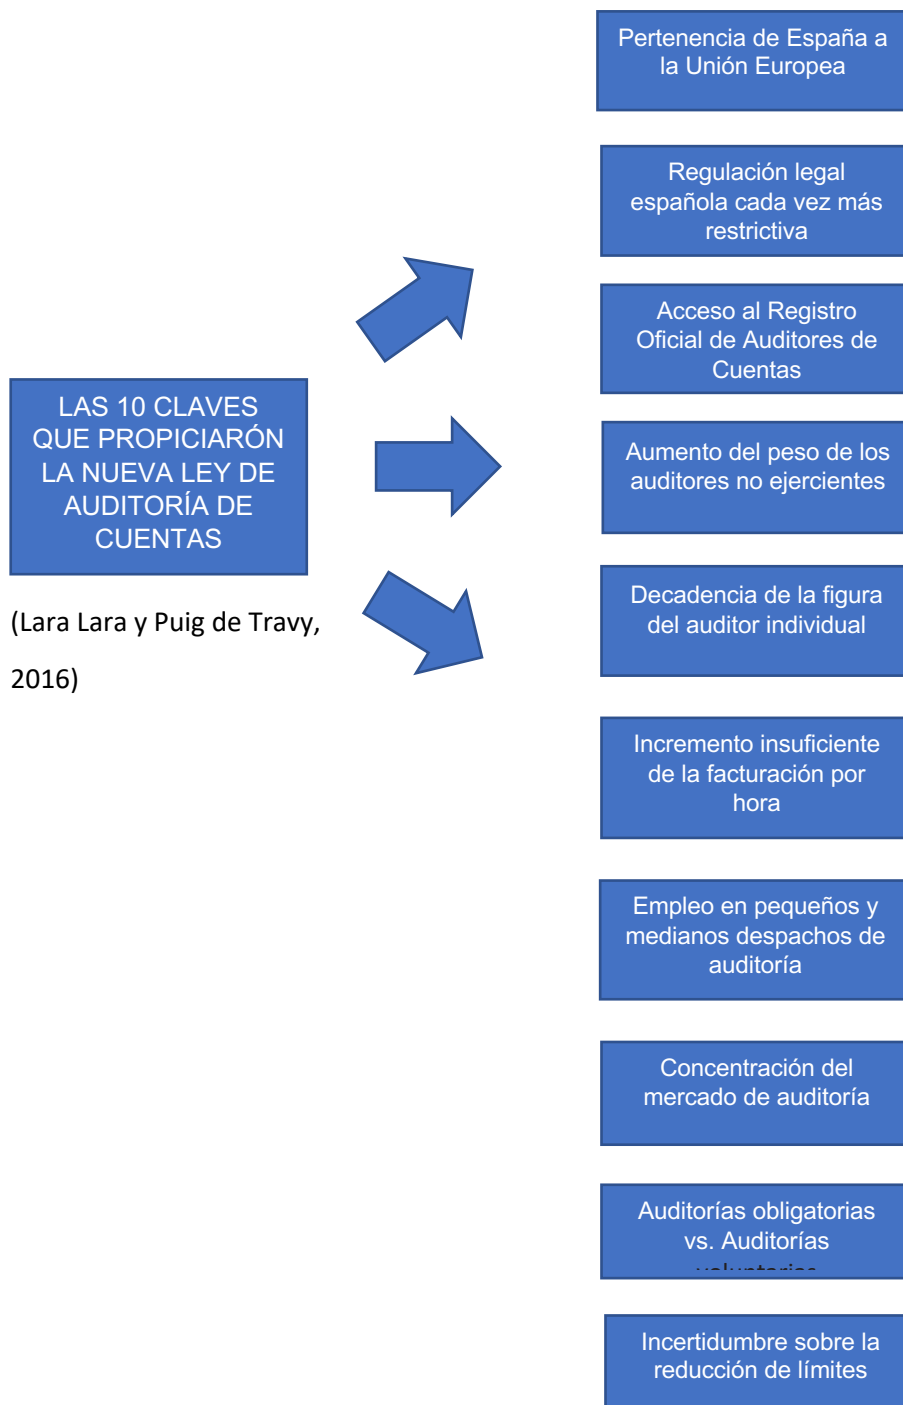 LAS 10 CLAVES
QUE PROPICIARÓN
LA NUEVA LEY DE
AUDITORÍA DE
CUENTAS
(Lara Lara y Puig de Travy,
2016)
Pertenencia de España a
la Unión Europea
Regulación legal
española cada vez más
restrictiva
Acceso al Registro
Oficial de Auditores de
Cuentas
Aumento del peso de los
auditores no ejercientes
Decadencia de la figura
del auditor individual
Incremento insuficiente
de la facturación por
hora
Empleo en pequeños y
medianos despachos de
auditoría
Concentración del
mercado de auditoría
Auditorías obligatorias
vs. Auditorías
Incertidumbre sobre la
reducción de límites